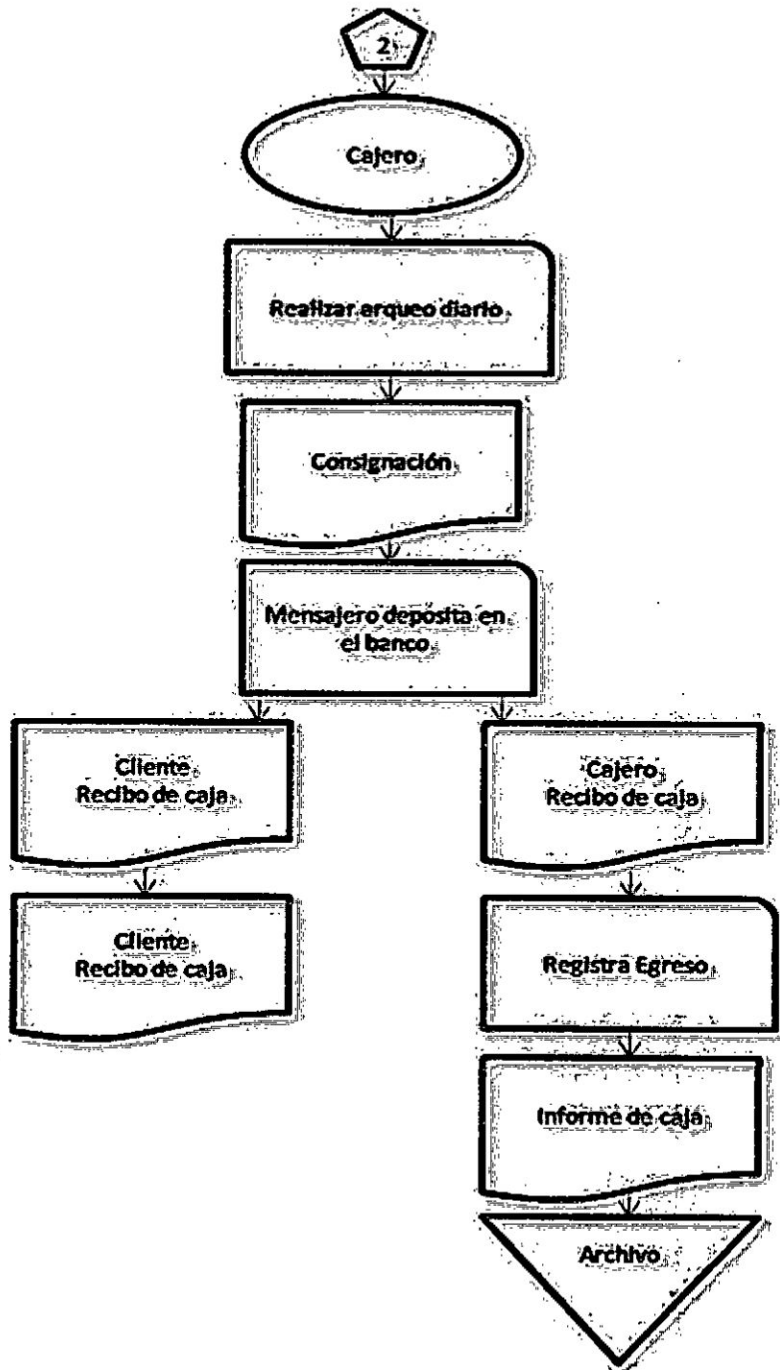 2
Cajero
Realizar arqueo diario
Consignación
Mensajero deposita en
el banco
Cliente
Recibo de caja
Cajero
Recibo de caja
Cliente
Recibo de caja
Registra Egreso
Informe de caja
Archivo